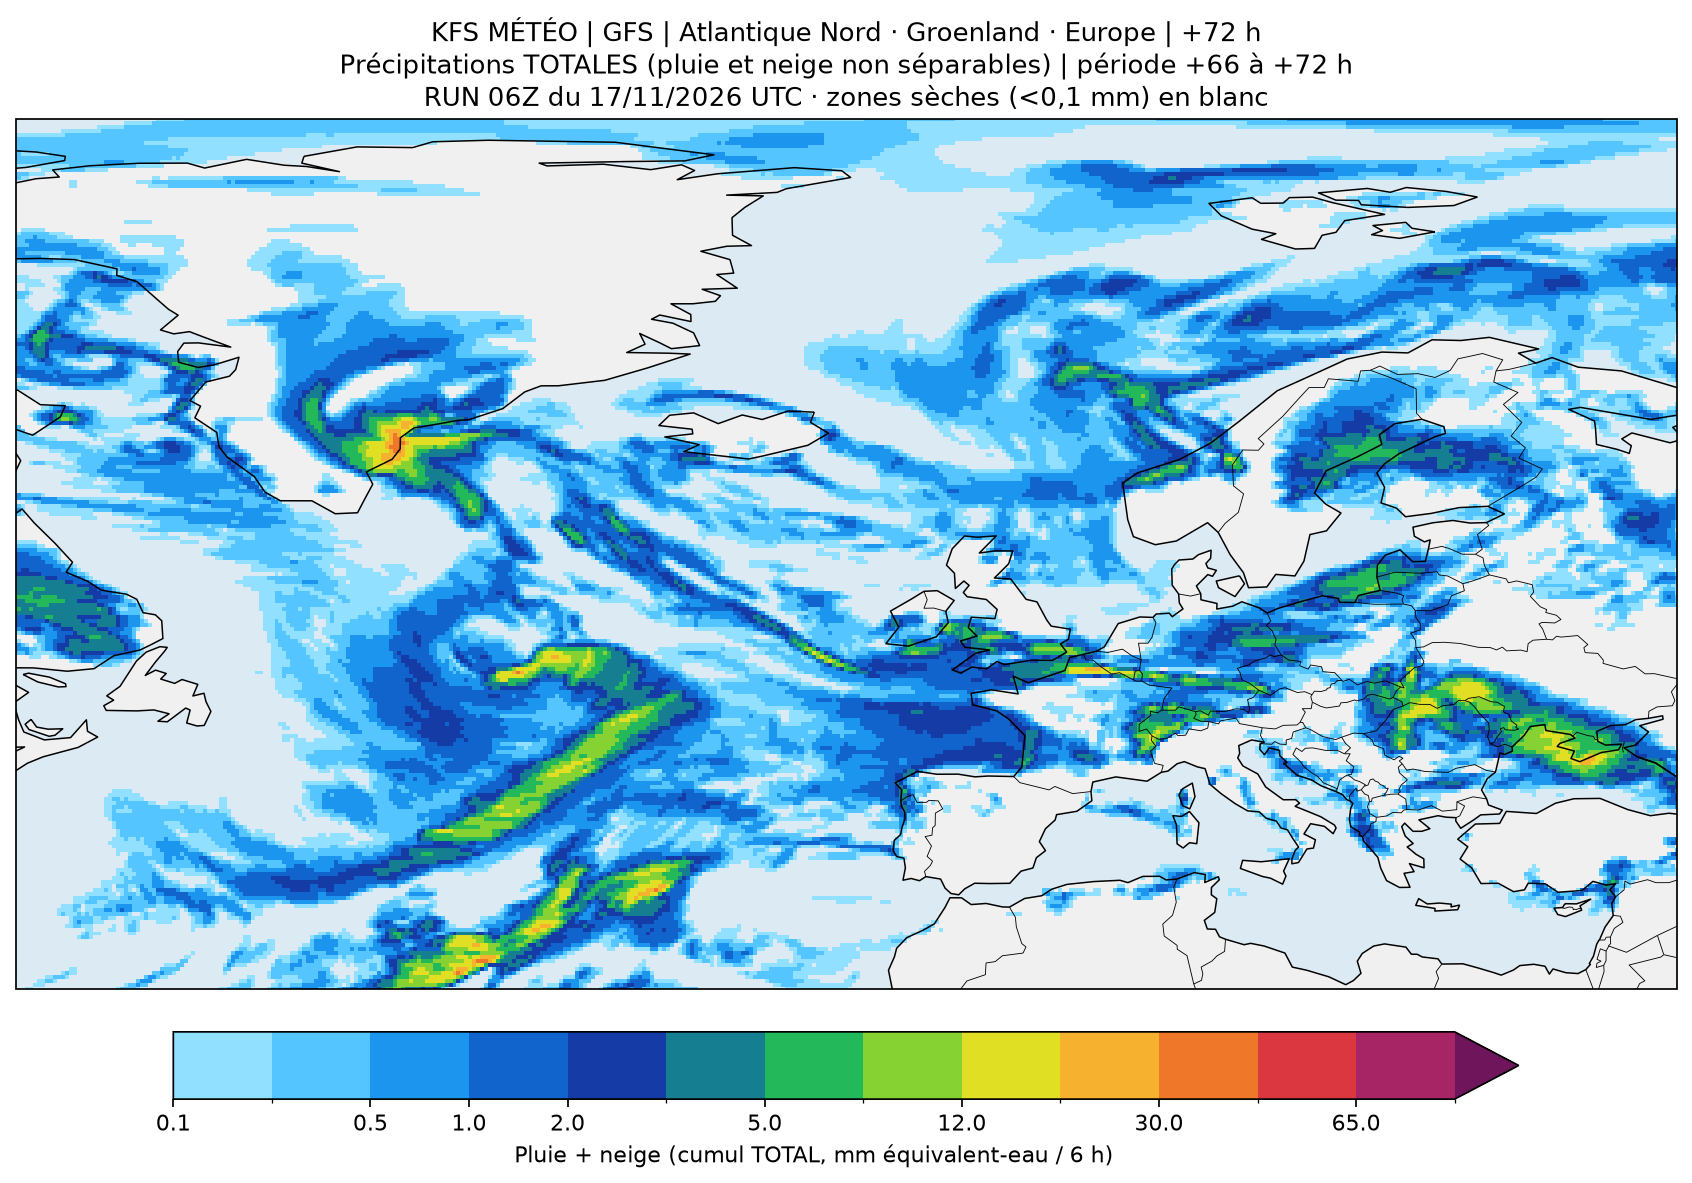 KFS MÉTÉO | GFS | Atlantique Nord · Groenland · Europe | +72 h
Précipitations TOTALES (pluie et neige non séparables) | période +66 à +72 h
RUN 06Z du 17/11/2026 UTC · zones sèches (<0,1 mm) en blanc
0.1 0.5 1.0 2.0 5.0 12.0 30.0 65.0
Pluie + neige (cumul TOTAL, mm équivalent-eau / 6 h)